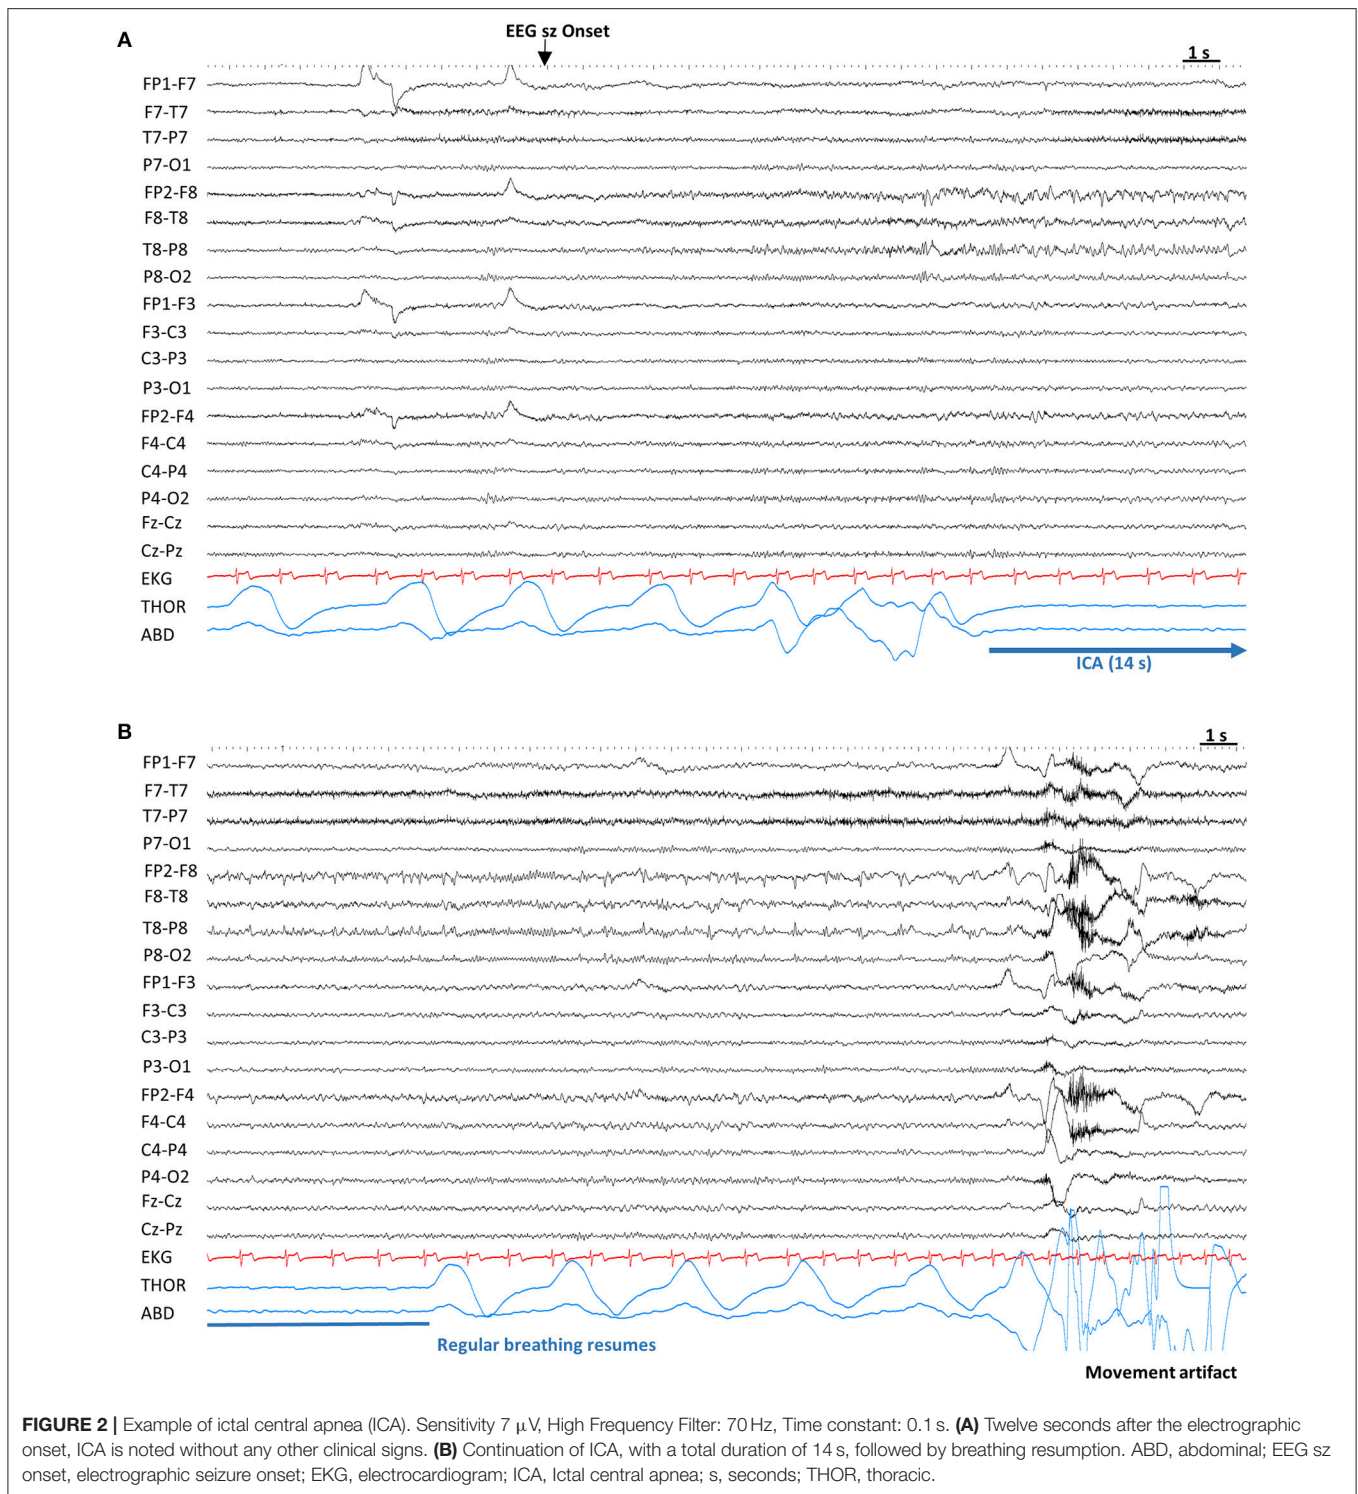 A
EEG sz Onset
1 s
FP1-F7
F7-T7
T7-P7
P7-O1
FP2-F8
F8-T8
T8-P8
P8-O2
FP1-F3
F3-C3
C3-P3
P3-O1
FP2-F4
F4-C4
C4-P4
P4-O2
Fz-Cz
Cz-Pz
EKG
THOR
ABD
ICA (14 s)
B
1 s
FP1-F7
F7-T7
T7-P7
P7-O1
FP2-F8
F8-T8
T8-P8
P8-O2
FP1-F3
F3-C3
C3-P3
P3-O1
FP2-F4
F4-C4
C4-P4
P4-O2
Fz-Cz
Cz-Pz
EKG
THOR
ABD
Regular breathing resumes
Movement artifact
FIGURE 2 | Example of ictal central apnea (ICA). Sensitivity 7 μV, High Frequency Filter: 70 Hz, Time constant: 0.1 s. (A) Twelve seconds after the electrographic
onset, ICA is noted without any other clinical signs. (B) Continuation of ICA, with a total duration of 14 s, followed by breathing resumption. ABD, abdominal; EEG sz
onset, electrographic seizure onset; EKG, electrocardiogram; ICA, Ictal central apnea; s, seconds; THOR, thoracic.